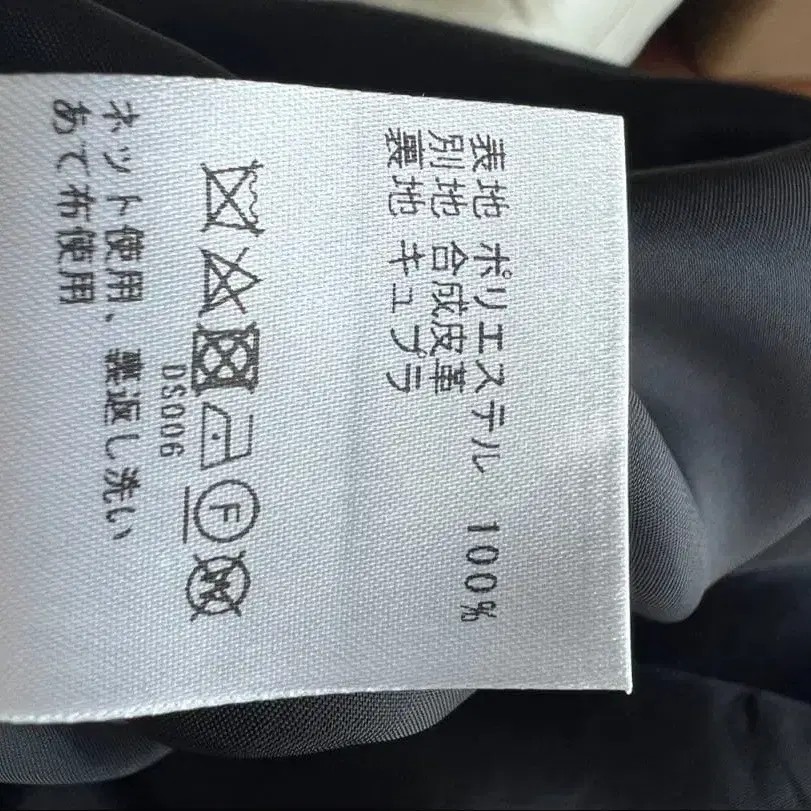 表地 ポリエステル 100%
別地 合成皮革
裏地 キュプラ
DS006
ネット使用、裏返し洗い
あて布使用